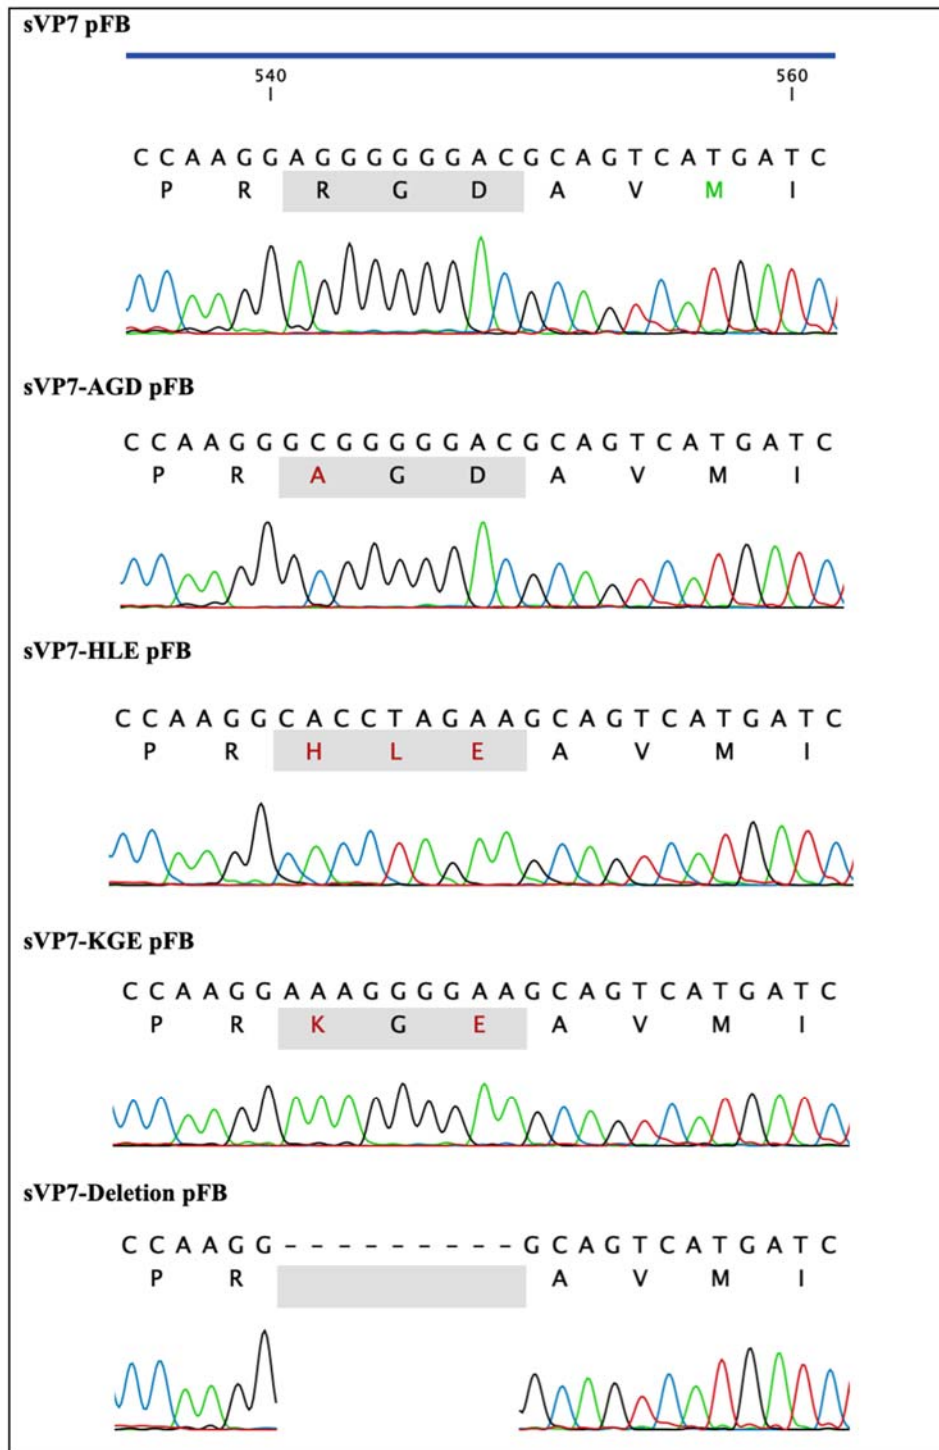 sVP7 pFB
540 560
C C A A G G A G G G G G G A C G C A G T C A T G A T C
P R R G D A V M I
sVP7-AGD pFB
C C A A G G G C G G G G G A C G C A G T C A T G A T C
P R A G D A V M I
sVP7-HLE pFB
C C A A G G C A C C T A G A A G C A G T C A T G A T C
P R H L E A V M I
sVP7-KGE pFB
C C A A G G A A A G G G G A A G C A G T C A T G A T C
P R K G E A V M I
sVP7-Deletion pFB
C C A A G G - - - - - - - - - G C A G T C A T G A T C
P R A V M I